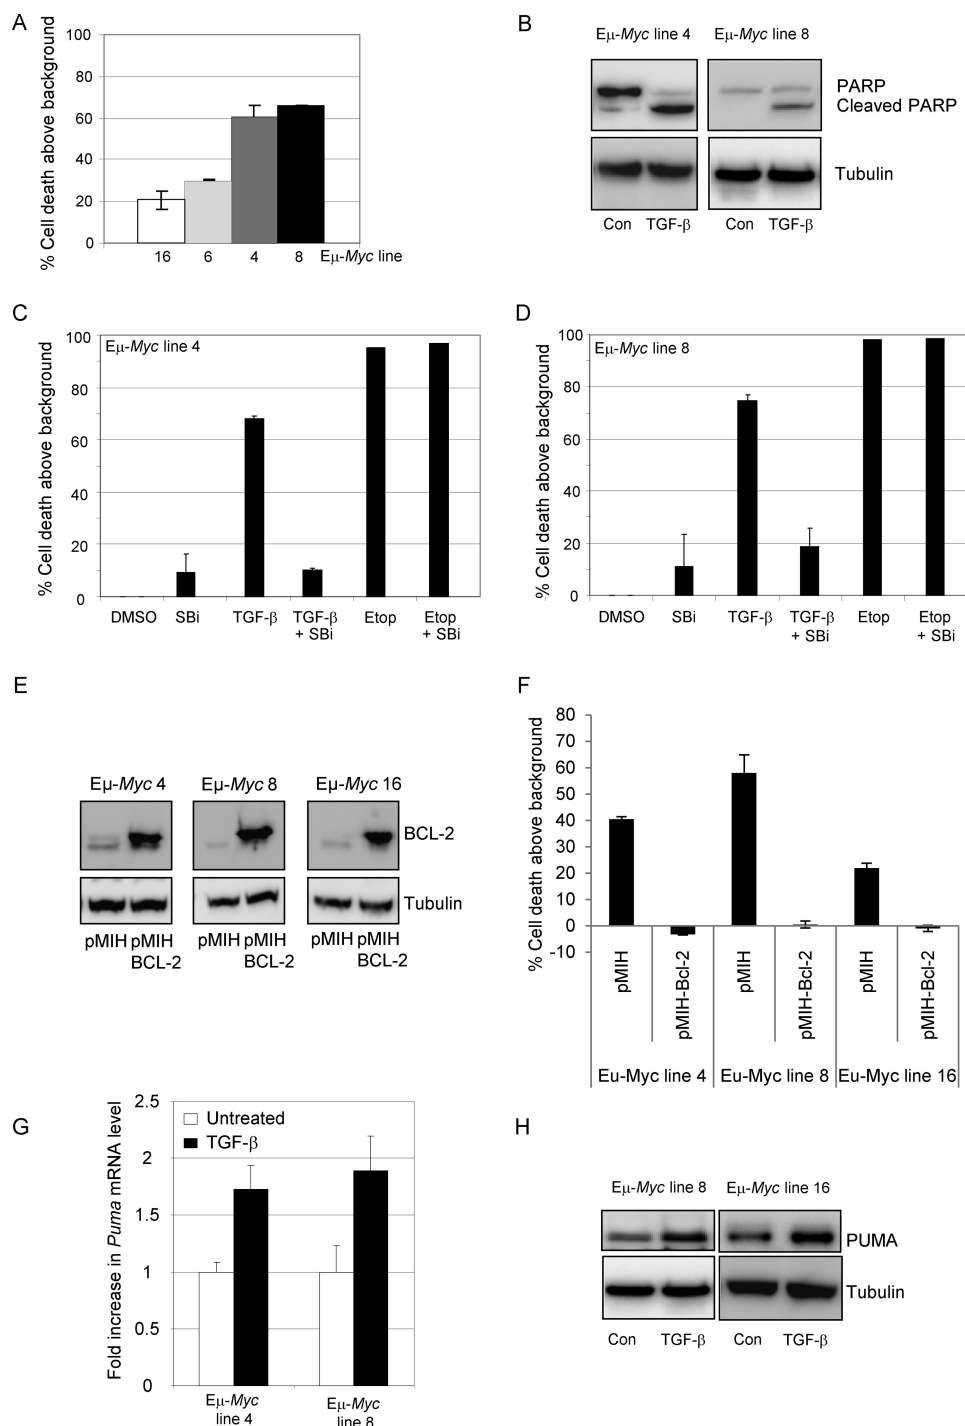 A
% Cell death above background
100
80
60
40
20
0
16 6 4 8 Eμ-Myc line
B
Eμ-Myc line 4 Eμ-Myc line 8
PARP
Cleaved PARP
Tubulin
Con TGF-β Con TGF-β
C
Eμ-Myc line 4
% Cell death above background
100
80
60
40
20
0
DMSO SBi TGF-β TGF-β Etop Etop
+ SBi + SBi
D
Eμ-Myc line 8
% Cell death above background
100
80
60
40
20
0
DMSO SBi TGF-β TGF-β Etop Etop
+ SBi + SBi
E
Eμ-Myc 4 Eμ-Myc 8 Eμ-Myc 16
BCL-2
Tubulin
pMIH pMIH pMIH pMIH pMIH pMIH
BCL-2 BCL-2 BCL-2
F
% Cell death above background
80
70
60
50
40
30
20
10
0
-10
pMIH
pMIH-Bcl-2
pMIH
pMIH-Bcl-2
pMIH
pMIH-Bcl-2
Eu-Myc line 4 Eu-Myc line 8 Eu-Myc line 16
G
Fold increase in Puma mRNA level
2.5
2
1.5
1
0.5
0
Untreated
TGF-β
Eμ-Myc Eμ-Myc
line 4 line 8
H
Eμ-Myc line 8 Eμ-Myc line 16
PUMA
Tubulin
Con TGF-β Con TGF-β